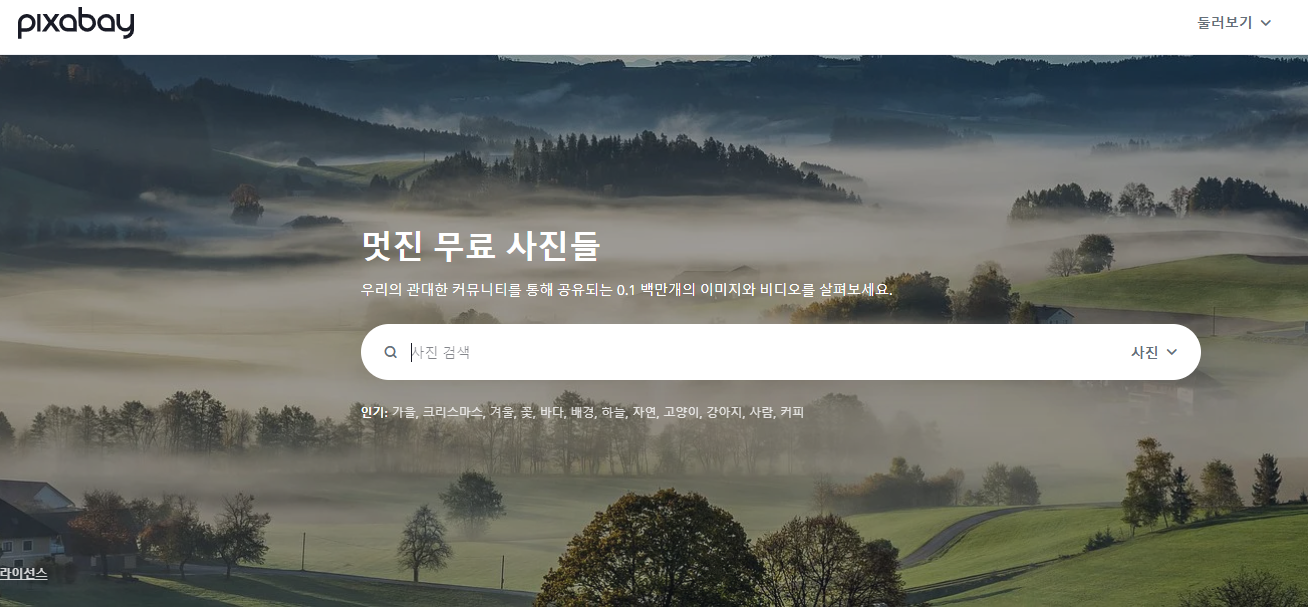 pixabay
둘러보기
멋진 무료 사진들
우리의 관대한 커뮤니티를 통해 공유되는 0.1 백만개의 이미지와 비디오를 살펴보세요.
사진 검색
사진
인기: 가을, 크리스마스, 겨울, 꽃, 바다, 배경, 하늘, 자연, 고양이, 강아지, 사람, 커피
라이선스